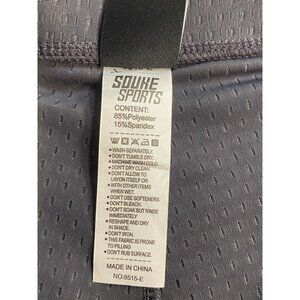 SOUKE
SPORTS
CONTENT:
85%Polyester
15%Spandex
• WASH SEPARATELY.
• DON'T TUMBLE DRY.
• MACHINE WASH COLD.
• DON'T DRY CLEAN.
• DON'T ALLOW TO
LAYON ITSELF OR
• WITH OTHER ITEMS
WHEN WET.
• DON'T USE SOFTENERS
• DON'T BLEACH.
• DON'T SOAK BUT RINSE
IMMEDIATELY
• RESHAPE AND DRY
IN SHADE.
• DON'T IRON.
• THIS FABRIC IS PRONE
TO PILLING
• DON'T RUB ON VELCRO.
MADE IN CHINA
NO:8515-E